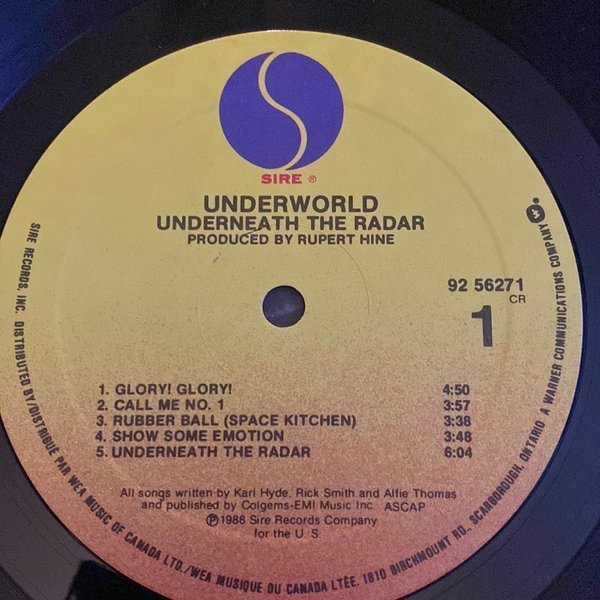 SIRE ®
UNDERWORLD
UNDERNEATH THE RADAR
PRODUCED BY RUPERT HINE
92 56271
CR
1
1. GLORY! GLORY! 4:50
2. CALL ME NO. 1 3:57
3. RUBBER BALL (SPACE KITCHEN) 3:38
4. SHOW SOME EMOTION 3:48
5. UNDERNEATH THE RADAR 6:04
All songs written by Karl Hyde, Rick Smith and Alfie Thomas
and published by Colgems-EMI Music Inc. ASCAP
℗ 1988 Sire Records Company
for the U. S
SIRE RECORDS, INC. DISTRIBUTED BY/DISTRIBUÉ PAR WEA MUSIC OF CANADA LTD./WEA MUSIQUE DU CANADA LTÉE. 1810 BIRCHMOUNT RD., SCARBOROUGH, ONTARIO A WARNER COMMUNICATIONS COMPANY